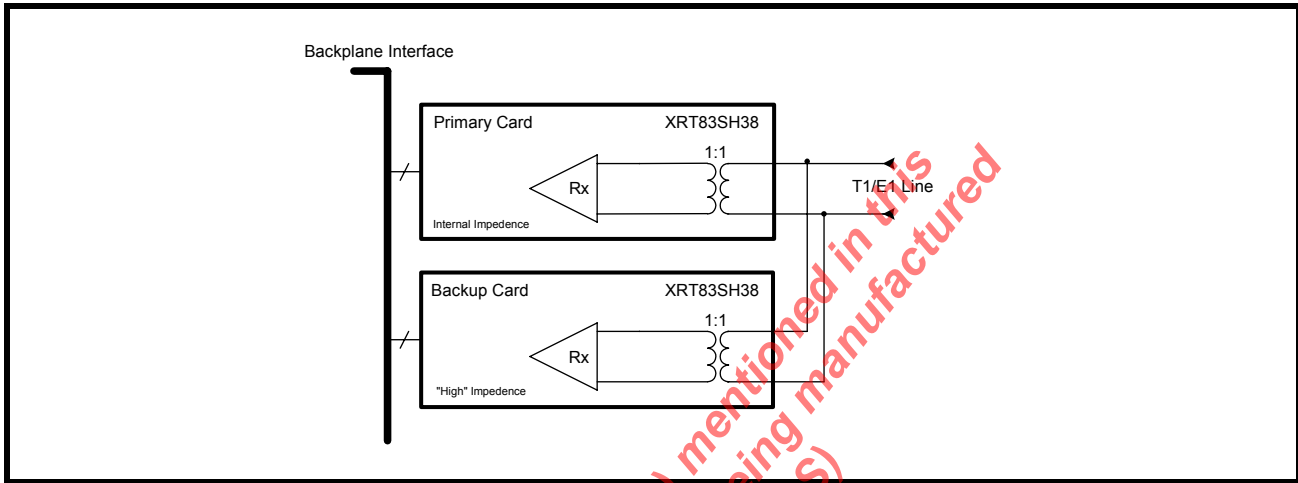 Backplane Interface
Primary Card XRT83SH38
1:1
Rx
T1/E1 Line
Internal Impedence
Backup Card XRT83SH38
1:1
Rx
"High" Impedence
mentioned in this
being manufactured
S)